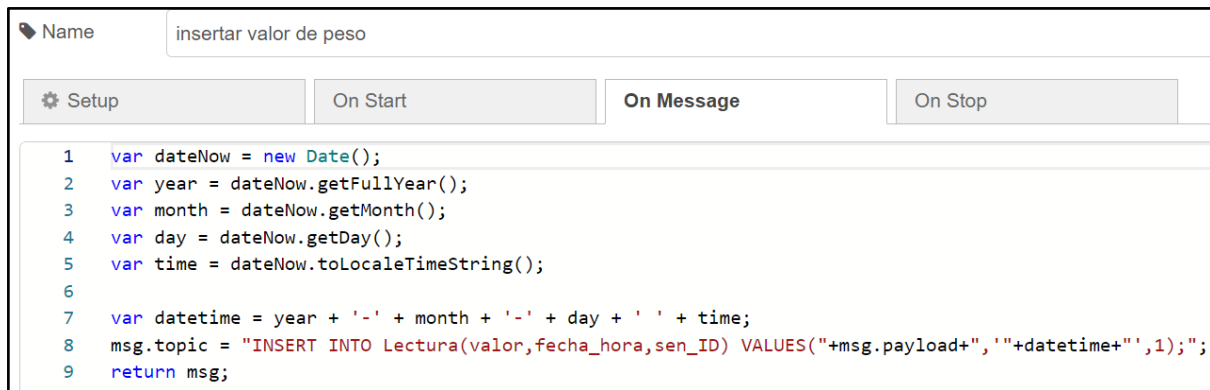 Name insertar valor de peso
Setup On Start On Message On Stop
1 var dateNow = new Date();
2 var year = dateNow.getFullYear();
3 var month = dateNow.getMonth();
4 var day = dateNow.getDay();
5 var time = dateNow.toLocaleTimeString();
6
7 var datetime = year + '-' + month + '-' + day + ' ' + time;
8 msg.topic = "INSERT INTO Lectura(valor,fecha_hora,sen_ID) VALUES("+msg.payload+",'"+datetime+"',1);";
9 return msg;